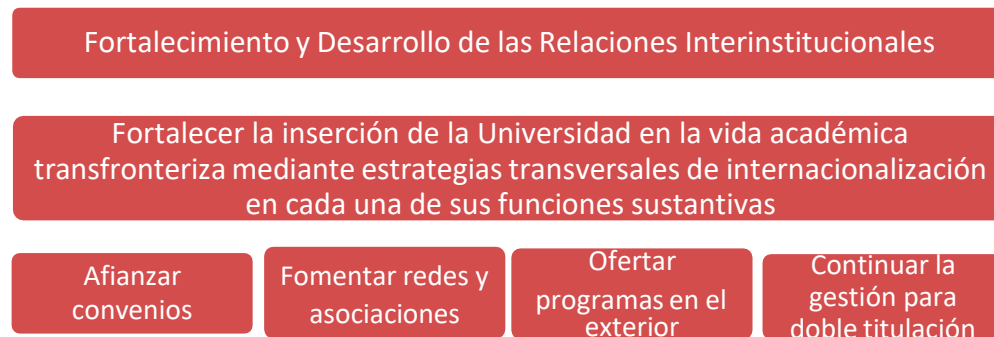 Fortalecimiento y Desarrollo de las Relaciones Interinstitucionales
Fortalecer la inserción de la Universidad en la vida académica
transfronteriza mediante estrategias transversales de internacionalización
en cada una de sus funciones sustantivas
Afianzar
convenios
Fomentar redes y
asociaciones
Ofertar
programas en el
exterior
Continuar la
gestión para
doble titulación